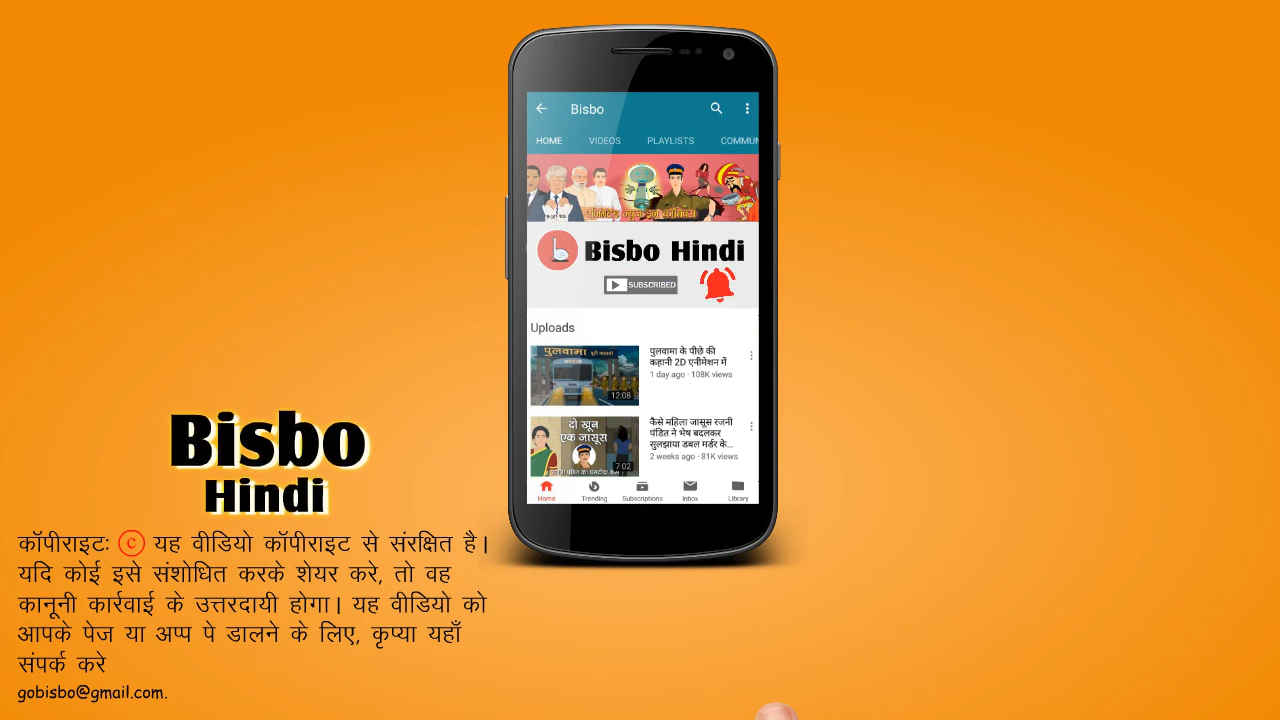 Bisbo
HOME VIDEOS PLAYLISTS COMMUN
Bisbo Hindi
SUBSCRIBED
Uploads
पुलवामा
12:08
पुलवामा के पीछे की
कहानी 2D एनीमेशन में
1 day ago · 108K views
दो खून
एक जासूस
7:02
कैसे महिला जासूस रजनी
पंडित ने भेष बदलकर
सुलझाया डबल मर्डर के...
2 weeks ago · 81K views
Home Trending Subscriptions Inbox Library
Bisbo
Hindi
कॉपीराइटः c यह वीडियो कॉपीराइट से संरक्षित है।
यदि कोई इसे संशोधित करके शेयर करे, तो वह
कानूनी कार्रवाई के उत्तरदायी होगा। यह वीडियो को
आपके पेज या अप्प पे डालने के लिए, कृप्या यहाँ
संपर्क करे
gobisbo@gmail.com.